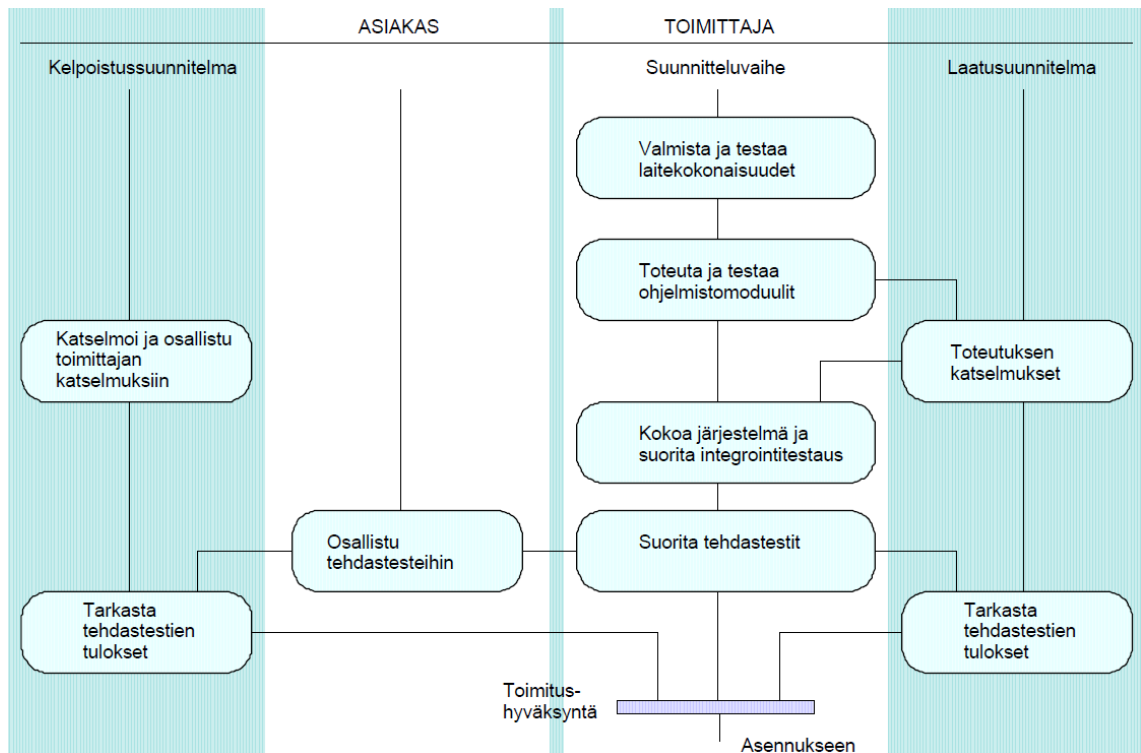 ASIAKAS
TOIMITTAJA
Kelpoistussuunnitelma
Suunnitteluvaihe
Laatusuunnitelma
Valmista ja testaa
laitekokonaisuudet
Toteuta ja testaa
ohjelmistomoduulit
Katselmoi ja osallistu
toimittajan
katselmuksiin
Toteutuksen
katselmukset
Kokoa järjestelmä ja
suorita integrointitestaus
Osallistu
tehdastesteihin
Suorita tehdastestit
Tarkasta
tehdastestien
tulokset
Tarkasta
tehdastestien
tulokset
Toimitus-
hyväksyntä
Asennukseen